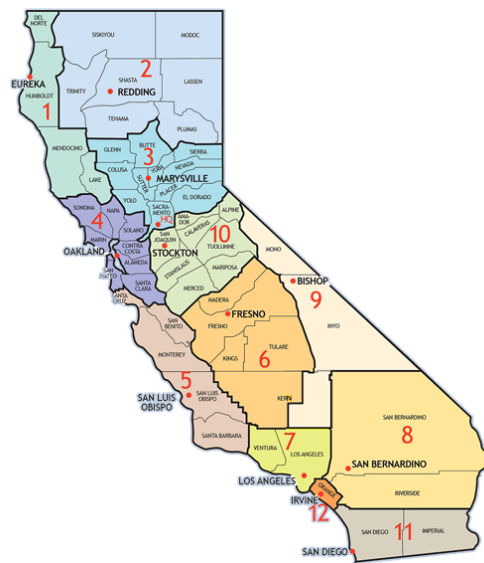 DEL
NORTE
SISKIYOU
MODOC
EUREKA
HUMBOLDT
1
TRINITY
2
SHASTA
REDDING
LASSEN
TEHAMA
PLUMAS
MENDOCINO
LAKE
GLENN
BUTTE
3
COLUSA
SUTTER
YUBA
SIERRA
NEVADA
MARYSVILLE
PLACER
YOLO
EL DORADO
SACRA
MENTO
HQ
SONOMA
NAPA
4
SOLANO
MARIN
CONTRA
COSTA
OAKLAND
ALAMEDA
SAN
MATEO
SANTA
CLARA
SANTA
CRUZ
AMA-
DOR
ALPINE
CALAVERAS
SAN
JOAQUIN
10
STOCKTON
TUOLUMNE
STANISLAUS
MARIPOSA
MERCED
MONO
BISHOP
9
INYO
MADERA
FRESNO
FRESNO
TULARE
KINGS
6
KERN
SAN
BENITO
MONTEREY
5
SAN LUIS
OBISPO
SAN LUIS
OBISPO
SANTA BARBARA
7
VENTURA
LOS ANGELES
LOS ANGELES
SAN BERNARDINO
8
SAN BERNARDINO
RIVERSIDE
ORANGE
IRVINE
12
SAN DIEGO
11
IMPERIAL
SAN DIEGO